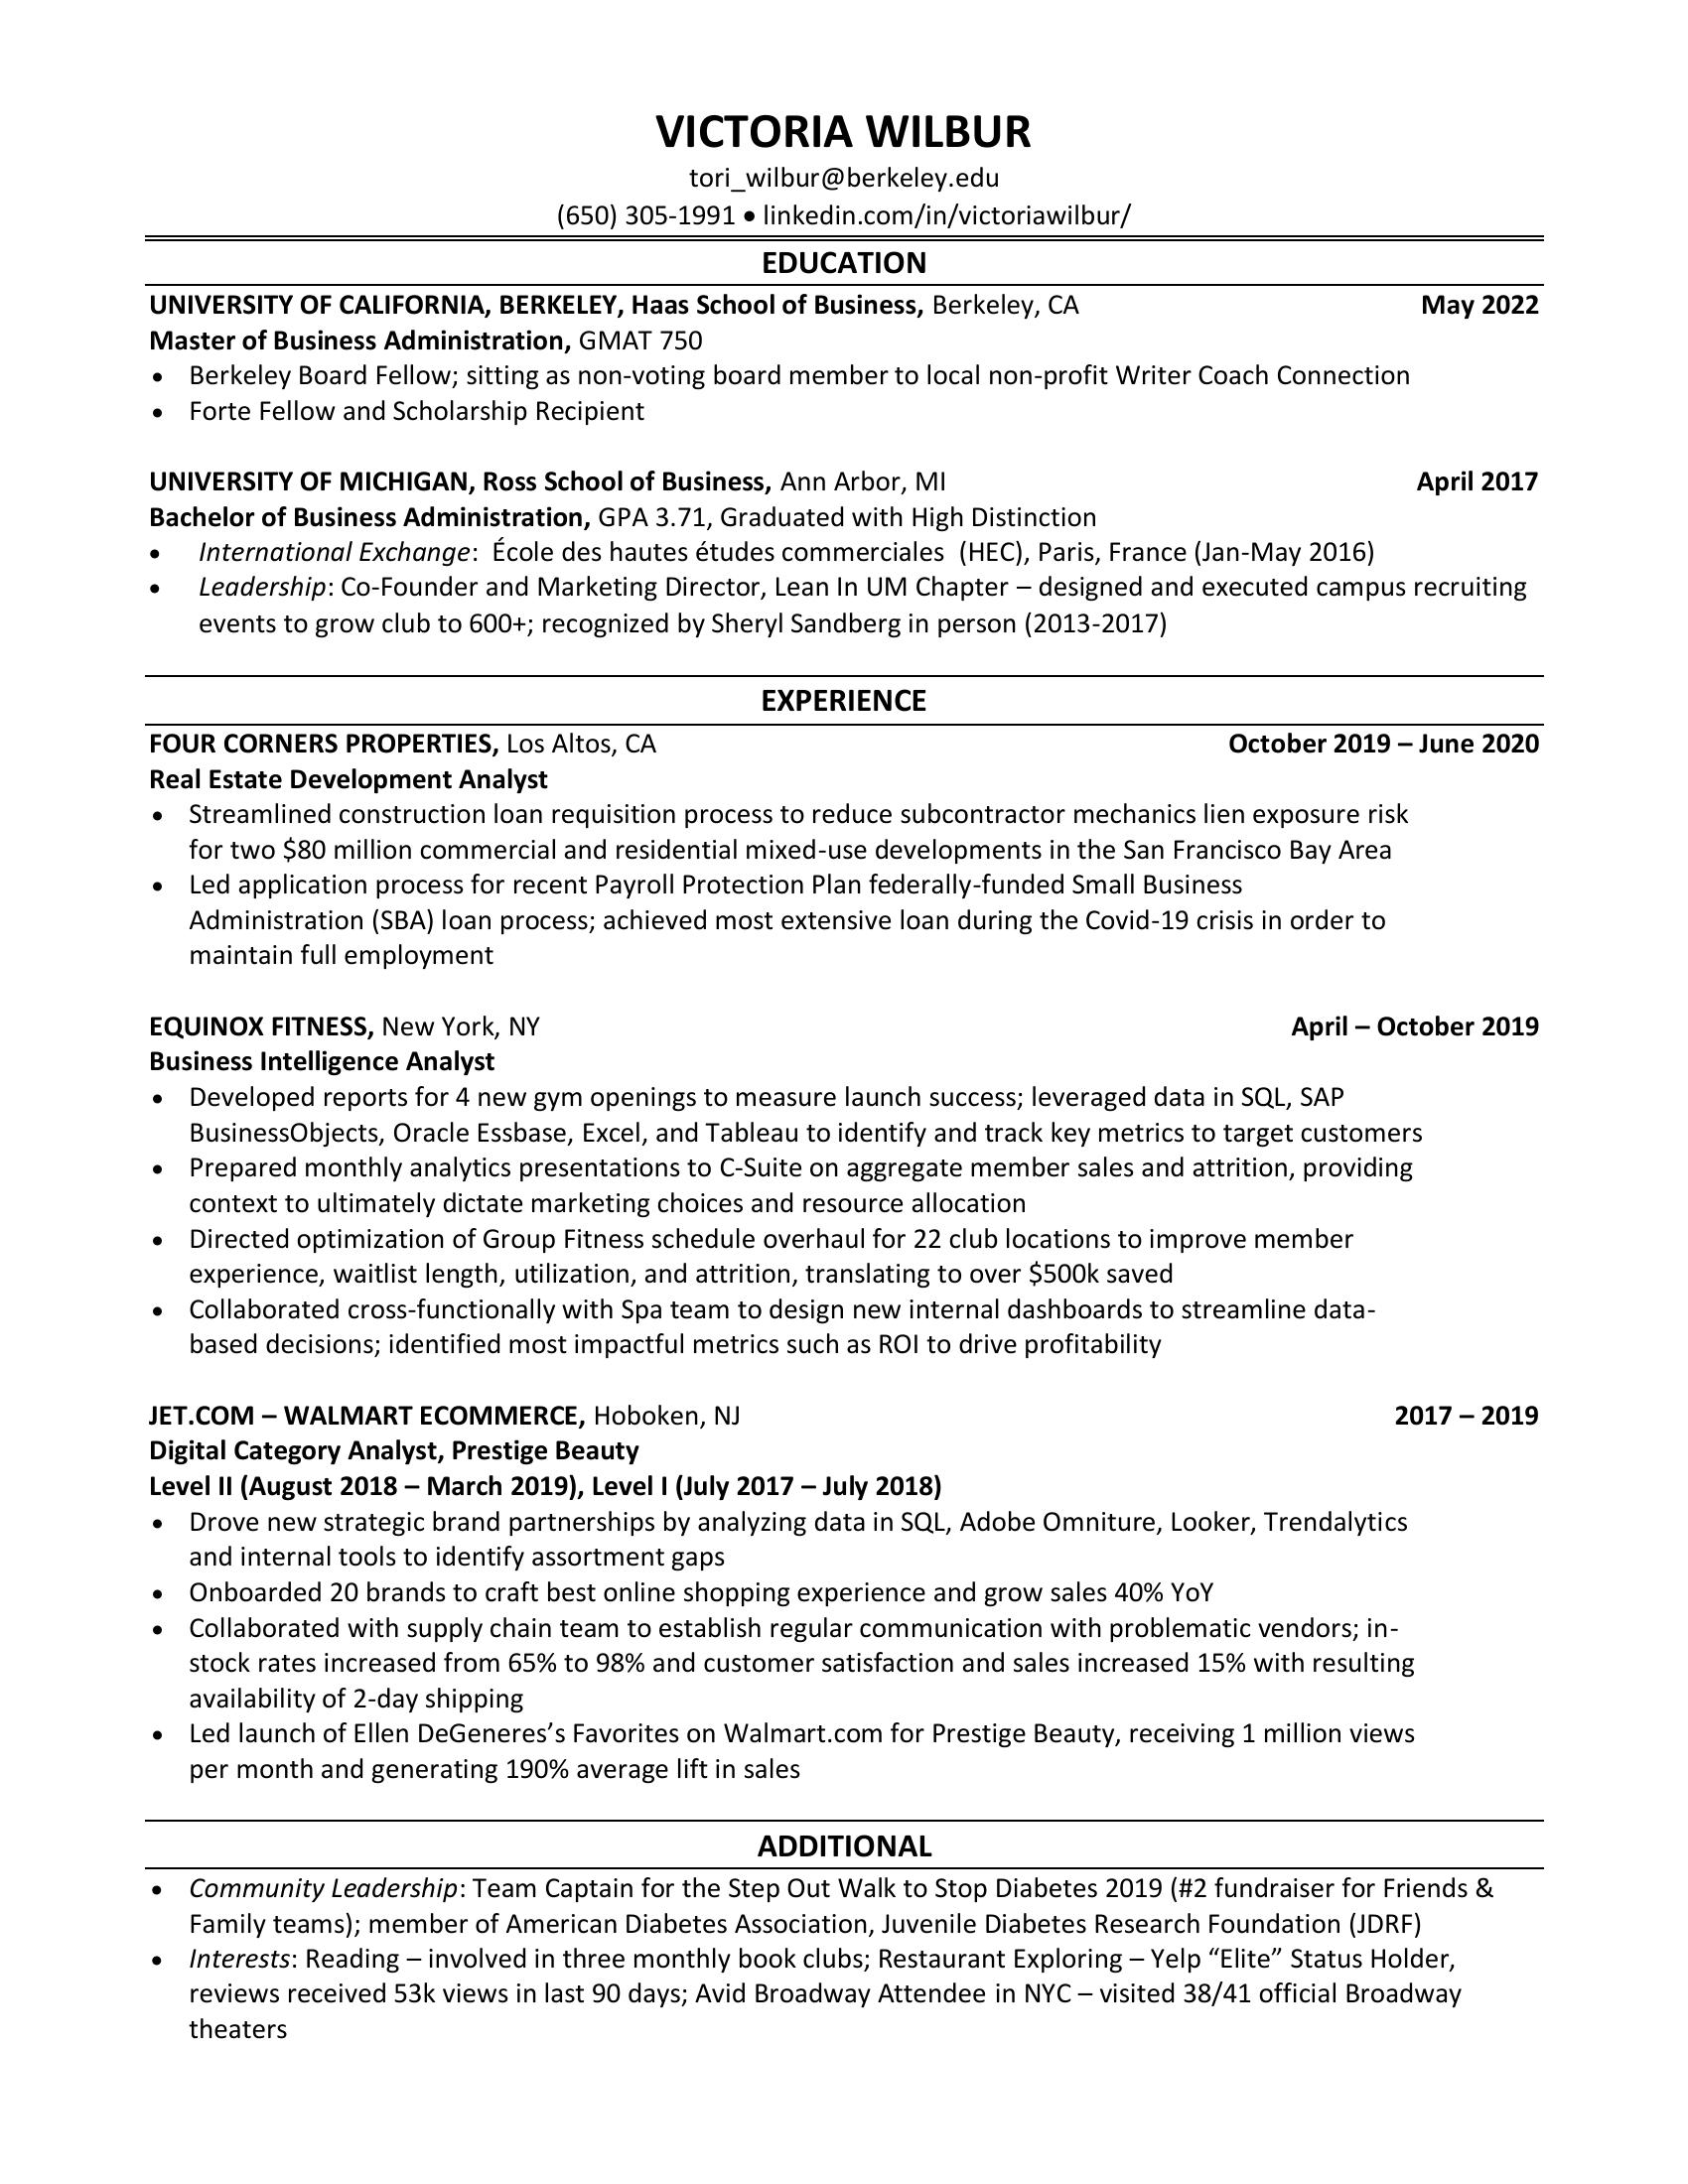 VICTORIA WILBUR
tori_wilbur@berkeley.edu
(650) 305-1991 • linkedin.com/in/victoriawilbur/
EDUCATION
UNIVERSITY OF CALIFORNIA, BERKELEY, Haas School of Business, Berkeley, CA May 2022
Master of Business Administration, GMAT 750
• Berkeley Board Fellow; sitting as non-voting board member to local non-profit Writer Coach Connection
• Forte Fellow and Scholarship Recipient
UNIVERSITY OF MICHIGAN, Ross School of Business, Ann Arbor, MI April 2017
Bachelor of Business Administration, GPA 3.71, Graduated with High Distinction
• International Exchange: École des hautes études commerciales (HEC), Paris, France (Jan-May 2016)
• Leadership: Co-Founder and Marketing Director, Lean In UM Chapter – designed and executed campus recruiting
events to grow club to 600+; recognized by Sheryl Sandberg in person (2013-2017)
EXPERIENCE
FOUR CORNERS PROPERTIES, Los Altos, CA October 2019 – June 2020
Real Estate Development Analyst
• Streamlined construction loan requisition process to reduce subcontractor mechanics lien exposure risk
for two $80 million commercial and residential mixed-use developments in the San Francisco Bay Area
• Led application process for recent Payroll Protection Plan federally-funded Small Business
Administration (SBA) loan process; achieved most extensive loan during the Covid-19 crisis in order to
maintain full employment
EQUINOX FITNESS, New York, NY April – October 2019
Business Intelligence Analyst
• Developed reports for 4 new gym openings to measure launch success; leveraged data in SQL, SAP
BusinessObjects, Oracle Essbase, Excel, and Tableau to identify and track key metrics to target customers
• Prepared monthly analytics presentations to C-Suite on aggregate member sales and attrition, providing
context to ultimately dictate marketing choices and resource allocation
• Directed optimization of Group Fitness schedule overhaul for 22 club locations to improve member
experience, waitlist length, utilization, and attrition, translating to over $500k saved
• Collaborated cross-functionally with Spa team to design new internal dashboards to streamline data-
based decisions; identified most impactful metrics such as ROI to drive profitability
JET.COM – WALMART ECOMMERCE, Hoboken, NJ 2017 – 2019
Digital Category Analyst, Prestige Beauty
Level II (August 2018 – March 2019), Level I (July 2017 – July 2018)
• Drove new strategic brand partnerships by analyzing data in SQL, Adobe Omniture, Looker, Trendalytics
and internal tools to identify assortment gaps
• Onboarded 20 brands to craft best online shopping experience and grow sales 40% YoY
• Collaborated with supply chain team to establish regular communication with problematic vendors; in-
stock rates increased from 65% to 98% and customer satisfaction and sales increased 15% with resulting
availability of 2-day shipping
• Led launch of Ellen DeGeneres’s Favorites on Walmart.com for Prestige Beauty, receiving 1 million views
per month and generating 190% average lift in sales
ADDITIONAL
• Community Leadership: Team Captain for the Step Out Walk to Stop Diabetes 2019 (#2 fundraiser for Friends &
Family teams); member of American Diabetes Association, Juvenile Diabetes Research Foundation (JDRF)
• Interests: Reading – involved in three monthly book clubs; Restaurant Exploring – Yelp “Elite” Status Holder,
reviews received 53k views in last 90 days; Avid Broadway Attendee in NYC – visited 38/41 official Broadway
theaters